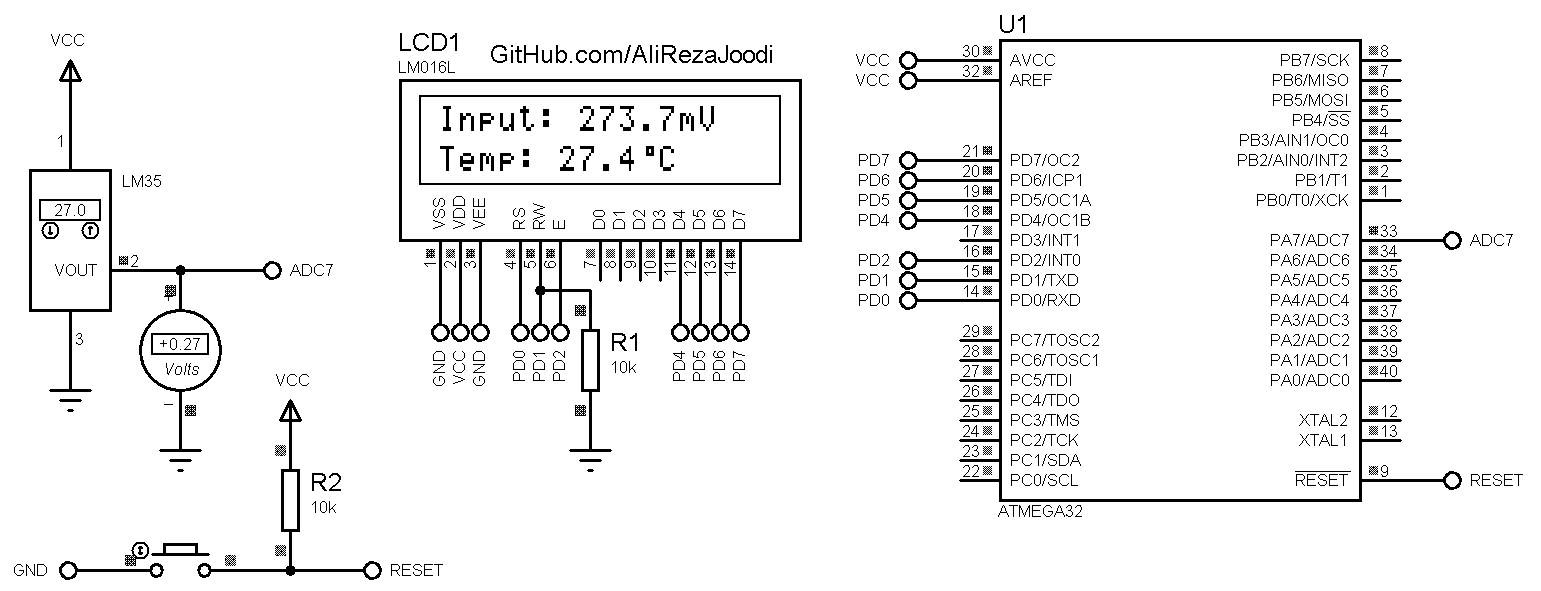 VCC
1
LM35
27.0
VOUT
2
ADC7
3
+0.27
Volts
VCC
R2
10k
GND
RESET
LCD1
LM016L
GitHub.com/AliRezaJoodi
Input: 273.7mV
Temp: 27.4°C
VSS
VDD
VEE
RS
RW
E
D0
D1
D2
D3
D4
D5
D6
D7
1
2
3
4
5
6
7
8
9
10
11
12
13
14
GND
VCC
GND
PD0
PD1
PD2
PD4
PD5
PD6
PD7
R1
10k
U1
VCC 30 AVCC
VCC 32 AREF
PD7 21 PD7/OC2
PD6 20 PD6/ICP1
PD5 19 PD5/OC1A
PD4 18 PD4/OC1B
17 PD3/INT1
PD2 16 PD2/INT0
PD1 15 PD1/TXD
PD0 14 PD0/RXD
29 PC7/TOSC2
28 PC6/TOSC1
27 PC5/TDI
26 PC4/TDO
25 PC3/TMS
24 PC2/TCK
23 PC1/SDA
22 PC0/SCL
PB7/SCK 8
PB6/MISO 7
PB5/MOSI 6
PB4/SS 5
PB3/AIN1/OC0 4
PB2/AIN0/INT2 3
PB1/T1 2
PB0/T0/XCK 1
PA7/ADC7 33 ADC7
PA6/ADC6 34
PA5/ADC5 35
PA4/ADC4 36
PA3/ADC3 37
PA2/ADC2 38
PA1/ADC1 39
PA0/ADC0 40
XTAL2 12
XTAL1 13
RESET 9 RESET
ATMEGA32